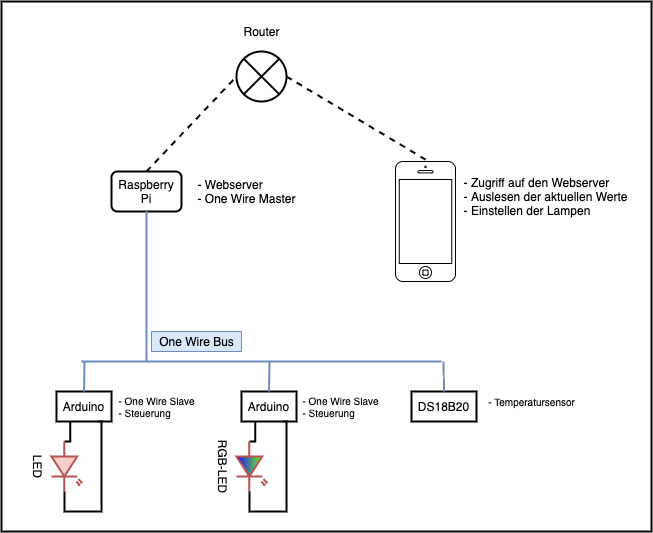 Router
Raspberry
Pi
- Webserver
- One Wire Master
- Zugriff auf den Webserver
- Auslesen der aktuellen Werte
- Einstellen der Lampen
One Wire Bus
Arduino
- One Wire Slave
- Steuerung
Arduino
- One Wire Slave
- Steuerung
DS18B20
- Temperatursensor
LED
RGB-LED